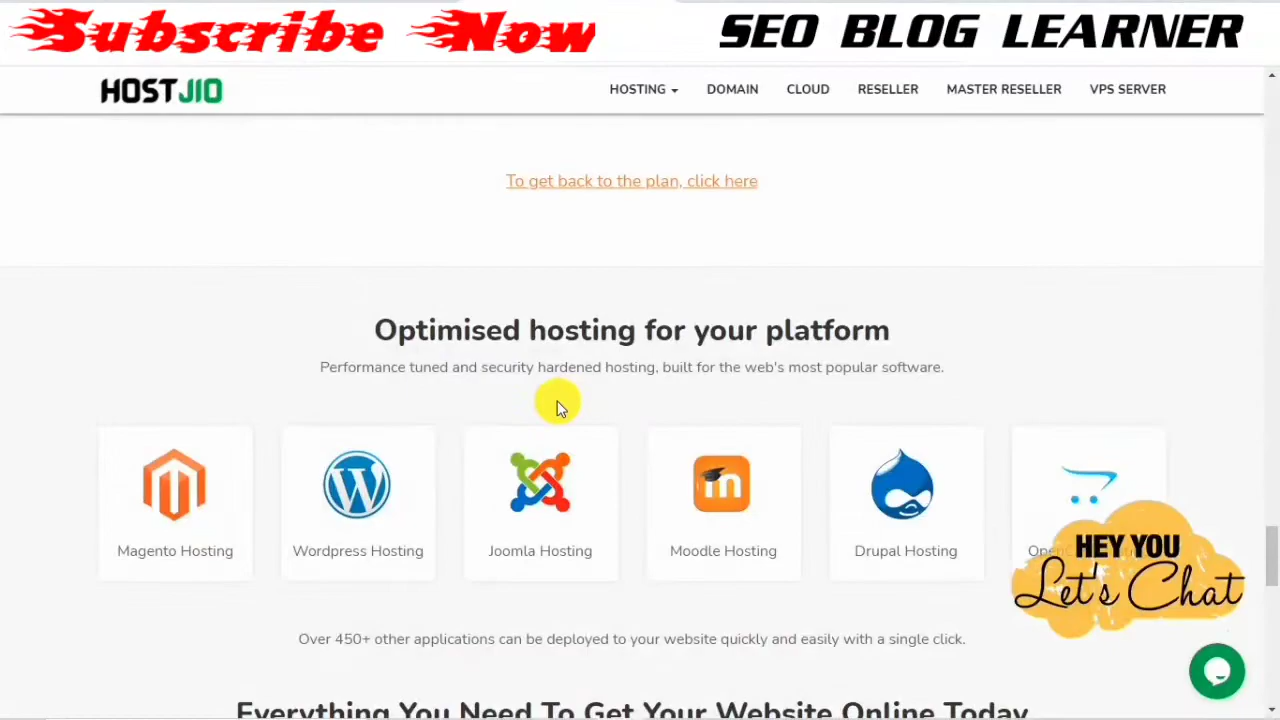 Subscribe Now SEO BLOG LEARNER
HOSTJIO HOSTING DOMAIN CLOUD RESELLER MASTER RESELLER VPS SERVER
To get back to the plan, click here
Optimised hosting for your platform
Performance tuned and security hardened hosting, built for the web's most popular software.
Magento Hosting Wordpress Hosting Joomla Hosting Moodle Hosting Drupal Hosting
HEY YOU
Let's Chat
Over 450+ other applications can be deployed to your website quickly and easily with a single click.
Everything You Need To Get Your Website Online Today